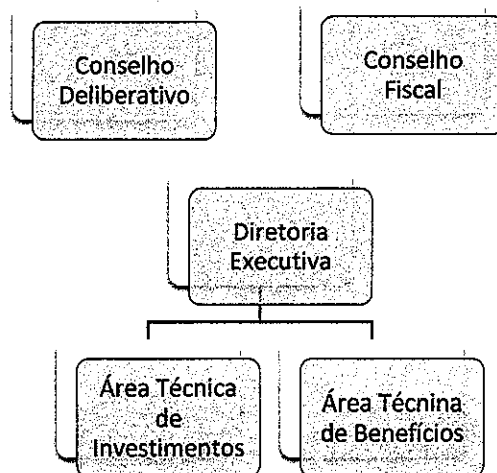 Conselho
Deliberativo
Conselho
Fiscal
Diretoria
Executiva
Área Técnica
de
Investimentos
Área Técnina
de Benefícios